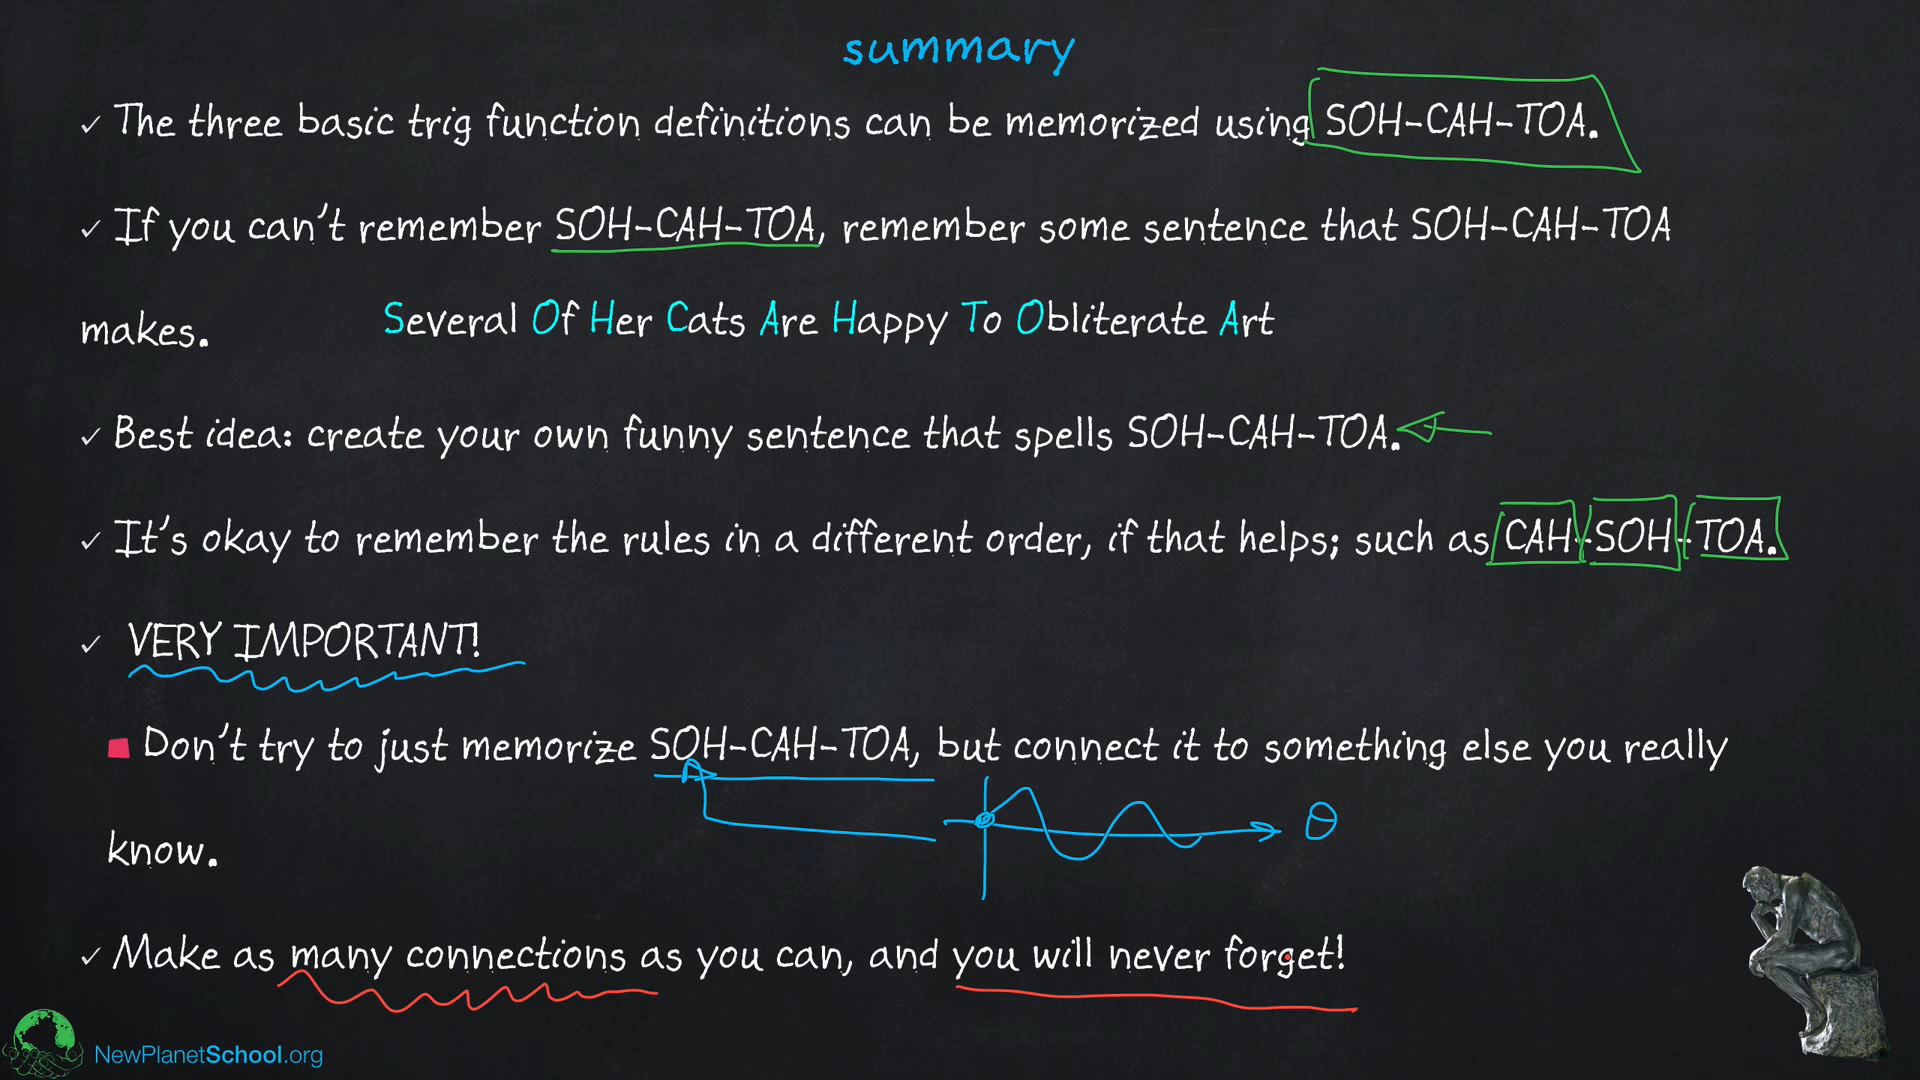 summary
✓ The three basic trig function definitions can be memorized using SOH-CAH-TOA.
✓ If you can't remember SOH-CAH-TOA, remember some sentence that SOH-CAH-TOA
makes. Several Of Her Cats Are Happy To Obliterate Art
✓ Best idea: create your own funny sentence that spells SOH-CAH-TOA.
✓ It's okay to remember the rules in a different order, if that helps; such as CAH-SOH-TOA.
✓ VERY IMPORTANT!
Don't try to just memorize SOH-CAH-TOA, but connect it to something else you really
θ
know.
✓ Make as many connections as you can, and you will never forget!
NewPlanetSchool.org